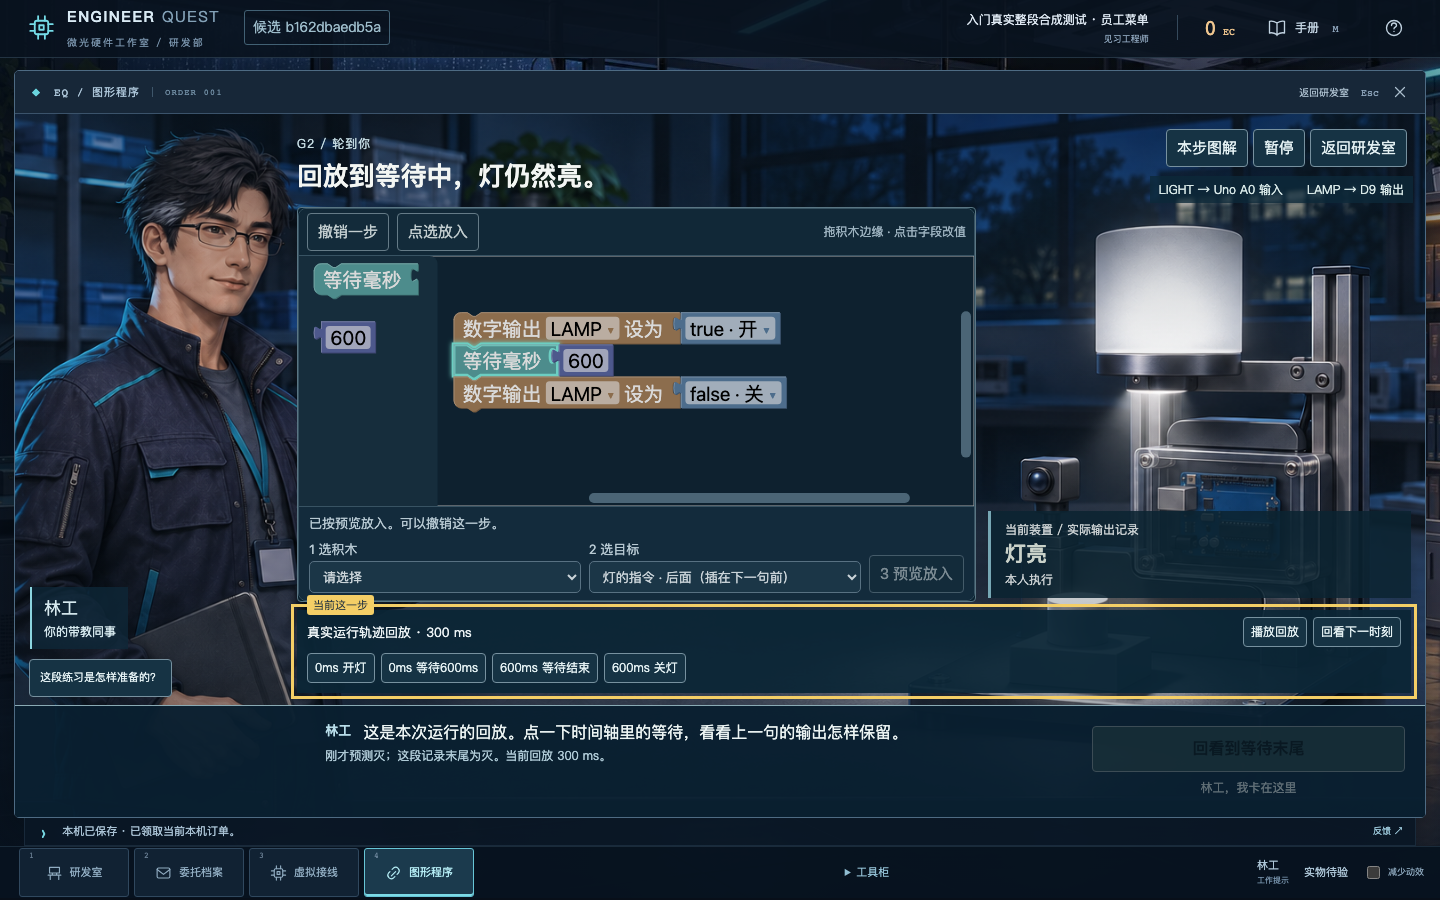 ENGINEER QUEST
微光硬件工作室 / 研发部
候选 b162dbaedb5a
入门真实整段合成测试 · 员工菜单
见习工程师
0 EC
手册 M
EQ / 图形程序
ORDER 001
返回研发室 Esc
G2 / 轮到你
回放到等待中，灯仍然亮。
本步图解
暂停
返回研发室
LIGHT → Uno A0 输入
LAMP → D9 输出
撤销一步
点选放入
拖积木边缘 · 点击字段改值
等待毫秒
600
数字输出 LAMP 设为 true · 开
等待毫秒 600
数字输出 LAMP 设为 false · 关
已按预览放入。可以撤销这一步。
1 选积木
2 选目标
请选择
灯的指令 · 后面（插在下一句前）
3 预览放入
当前装置 / 实际输出记录
灯亮
本人执行
林工
你的带教同事
这段练习是怎样准备的?
当前这一步
真实运行轨迹回放 · 300 ms
播放回放
回看下一时刻
0ms 开灯
0ms 等待600ms
600ms 等待结束
600ms 关灯
林工 这是本次运行的回放。点一下时间轴里的等待，看看上一句的输出怎样保留。
刚才预测灭；这段记录末尾为灭。当前回放 300 ms。
回看到等待末尾
林工，我卡在这里
本机已保存 · 已领取当前本机订单。
反馈 ↗
1 研发室
2 委托档案
3 虚拟接线
4 图形程序
工具柜
林工
工作提示
实物待验
减少动效